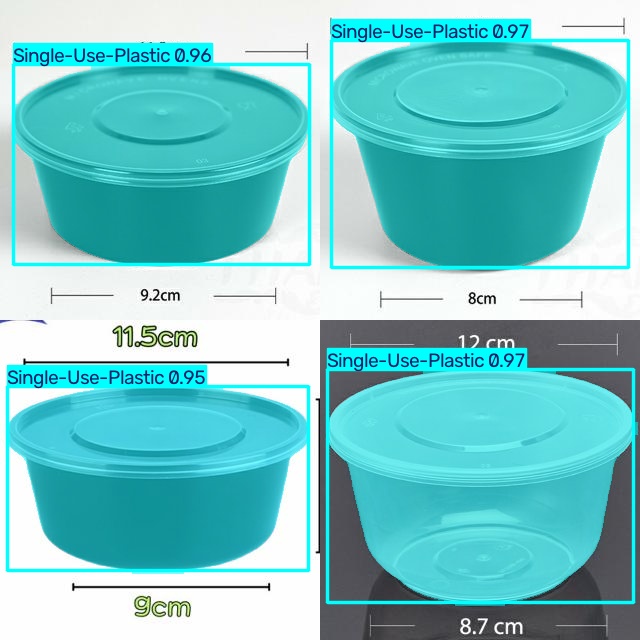 Single-Use-Plastic 0.96
Single-Use-Plastic 0.97
9.2cm
8cm
11.5cm
12 cm
Single-Use-Plastic 0.95
Single-Use-Plastic 0.97
9cm
8.7 cm